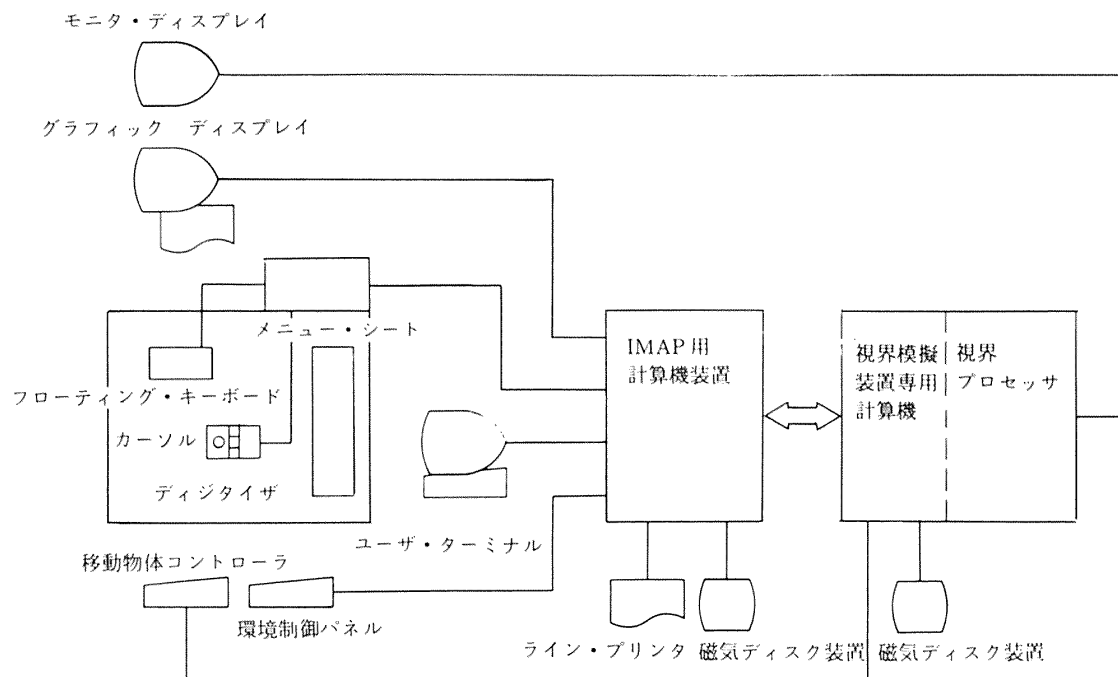 モニタ・ディスプレイ
グラフィック ディスプレイ
メニュー・シート
フローティング・キーボード
カーソル
ディジタイザ
ユーザ・ターミナル
移動物体コントローラ
環境制御パネル
IMAP用
計算機装置
視界模擬
装置専用
計算機
視界
プロセッサ
ライン・プリンタ
磁気ディスク装置
磁気ディスク装置